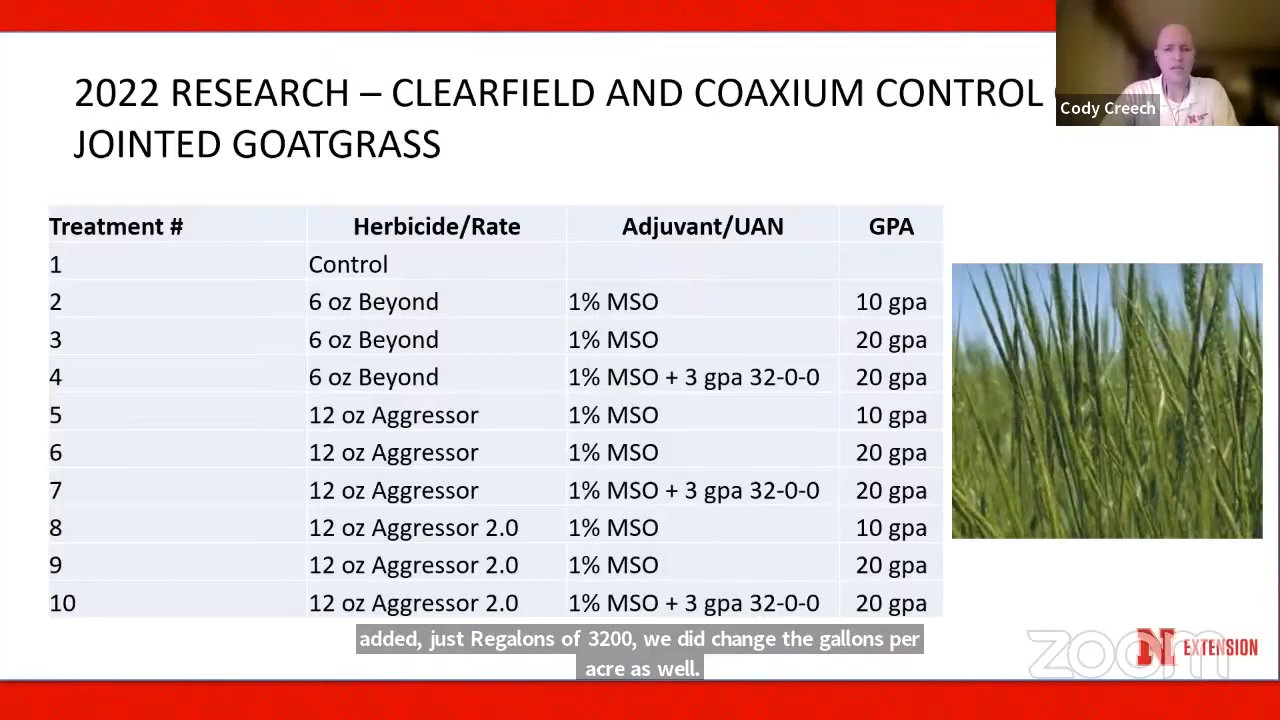 2022 RESEARCH – CLEARFIELD AND COAXIUM CONTROL
JOINTED GOATGRASS
Cody Creech
Treatment # Herbicide/Rate Adjuvant/UAN GPA
1 Control
2 6 oz Beyond 1% MSO 10 gpa
3 6 oz Beyond 1% MSO 20 gpa
4 6 oz Beyond 1% MSO + 3 gpa 32-0-0 20 gpa
5 12 oz Aggressor 1% MSO 10 gpa
6 12 oz Aggressor 1% MSO 20 gpa
7 12 oz Aggressor 1% MSO + 3 gpa 32-0-0 20 gpa
8 12 oz Aggressor 2.0 1% MSO 10 gpa
9 12 oz Aggressor 2.0 1% MSO 20 gpa
10 12 oz Aggressor 2.0 1% MSO + 3 gpa 32-0-0 20 gpa
added, just Regalons of 3200, we did change the gallons per
acre as well.
zoom
N EXTENSION